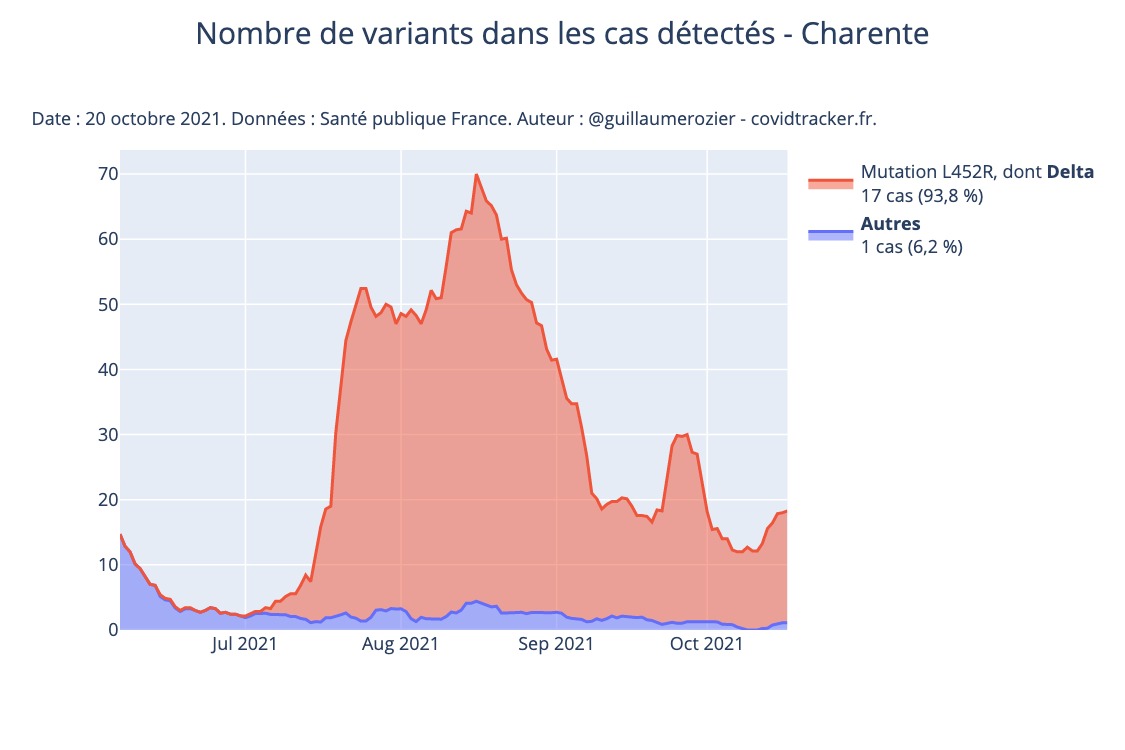 Nombre de variants dans les cas détectés - Charente
Date : 20 octobre 2021. Données : Santé publique France. Auteur : @guillaumerozier - covidtracker.fr.
Mutation L452R, dont Delta
17 cas (93,8 %)
Autres
1 cas (6,2 %)
70
60
50
40
30
20
10
0
Jul 2021
Aug 2021
Sep 2021
Oct 2021